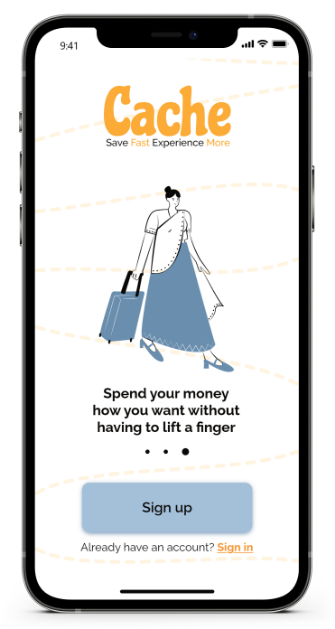 9:41
Cache
Save Fast Experience More
Spend your money
how you want without
having to lift a finger
Sign up
Already have an account? Sign in